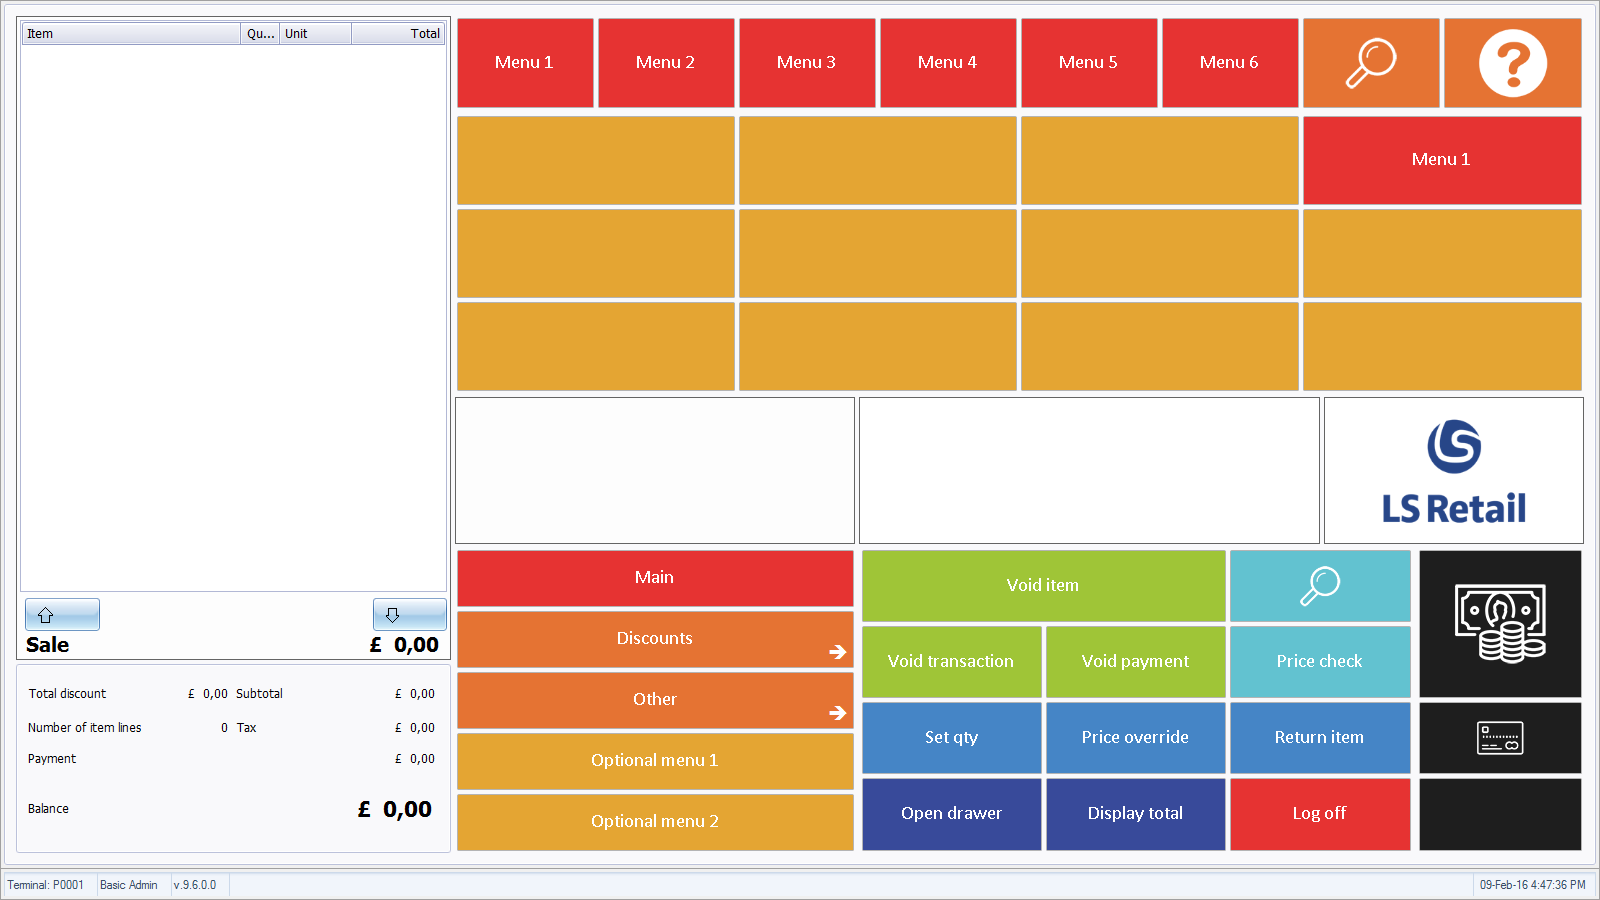 Item Qu... Unit Total
Menu 1
Menu 2
Menu 3
Menu 4
Menu 5
Menu 6
?
Menu 1
LS Retail
Sale £ 0,00
Total discount £ 0,00 Subtotal £ 0,00
Number of item lines 0 Tax £ 0,00
Payment £ 0,00
Balance £ 0,00
Main
Discounts
Other
Optional menu 1
Optional menu 2
Void item
Void transaction
Void payment
Price check
Set qty
Price override
Return item
Open drawer
Display total
Log off
Terminal: P0001 Basic Admin v.9.6.0.0 09-Feb-16 4:47:36 PM